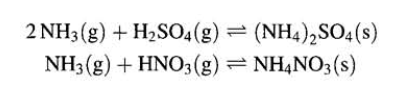 2 NH₃(g) + H₂SO₄(g) ⇌ (NH₄)₂SO₄(s)
NH₃(g) + HNO₃(g) ⇌ NH₄NO₃(s)